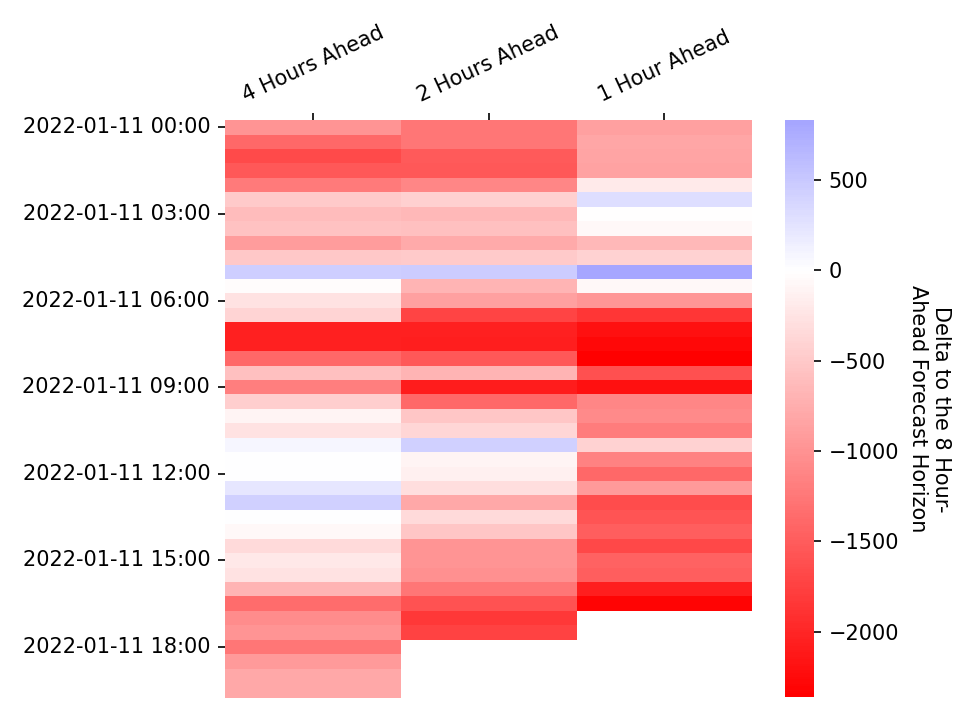 4 Hours Ahead
2 Hours Ahead
1 Hour Ahead
2022-01-11 00:00
2022-01-11 03:00
2022-01-11 06:00
2022-01-11 09:00
2022-01-11 12:00
2022-01-11 15:00
2022-01-11 18:00
500
0
−500
−1000
−1500
−2000
Delta to the 8 Hour-
Ahead Forecast Horizon